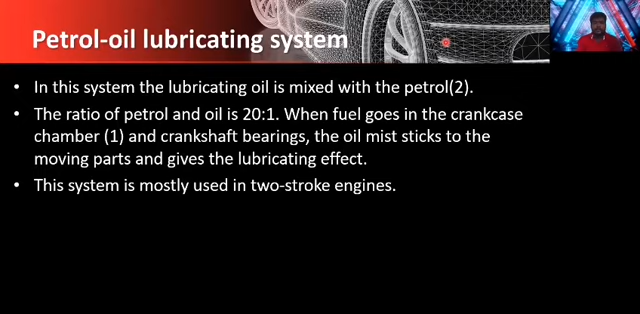 Petrol-oil lubricating system
• In this system the lubricating oil is mixed with the petrol(2).
• The ratio of petrol and oil is 20:1. When fuel goes in the crankcase
chamber (1) and crankshaft bearings, the oil mist sticks to the
moving parts and gives the lubricating effect.
• This system is mostly used in two-stroke engines.